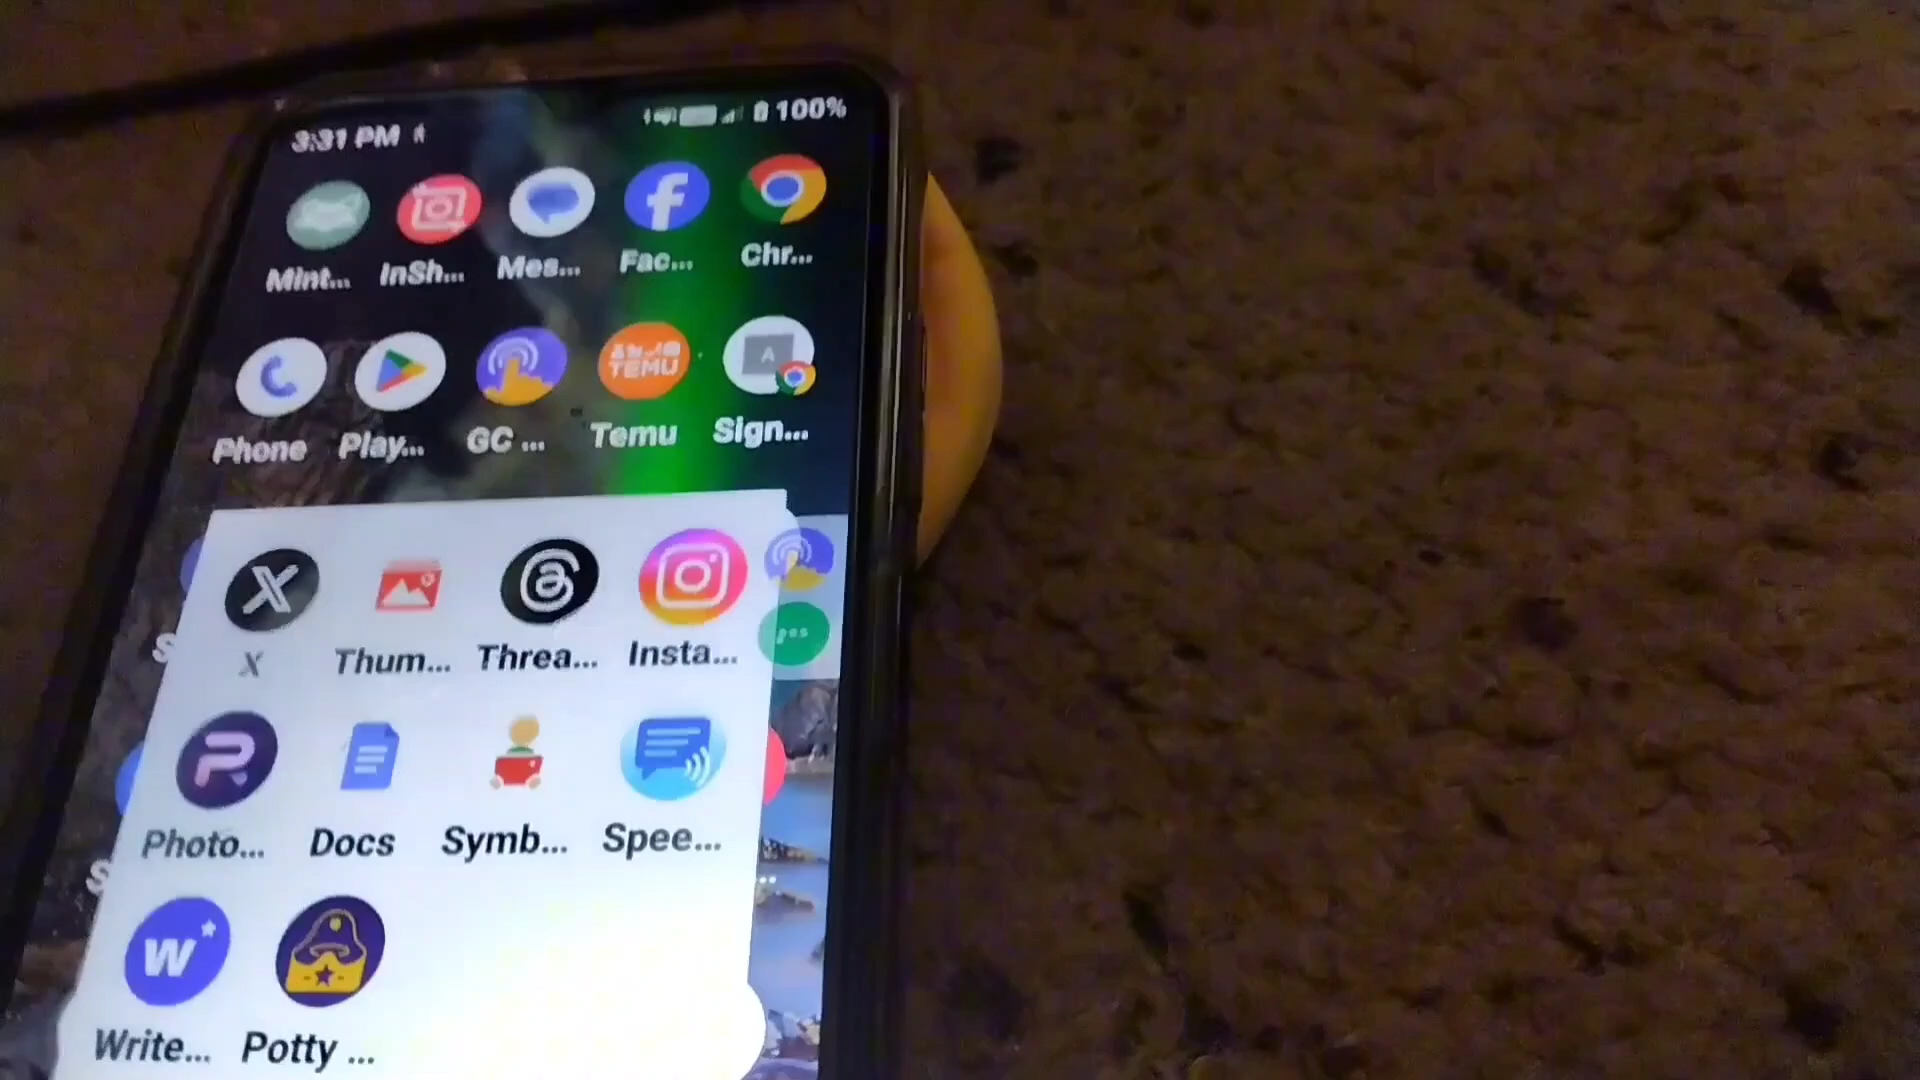 3:31 PM 100%
Mint... InSh... Mes... Fac... Chr...
TEMU A
Phone Play... GC ... Temu Sign...
X Thum... Threa... Insta...
Photo... Docs Symb... Spee...
W
Write... Potty ...